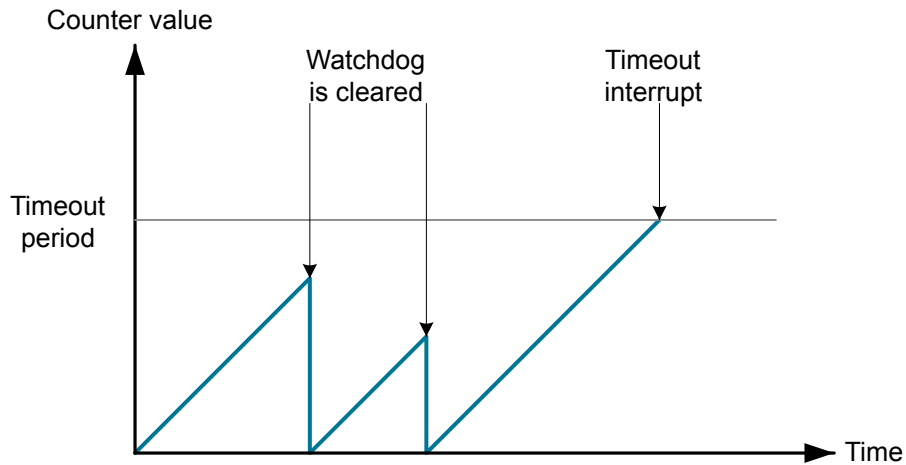 Counter value
Watchdog
is cleared
Timeout
interrupt
Timeout
period
Time